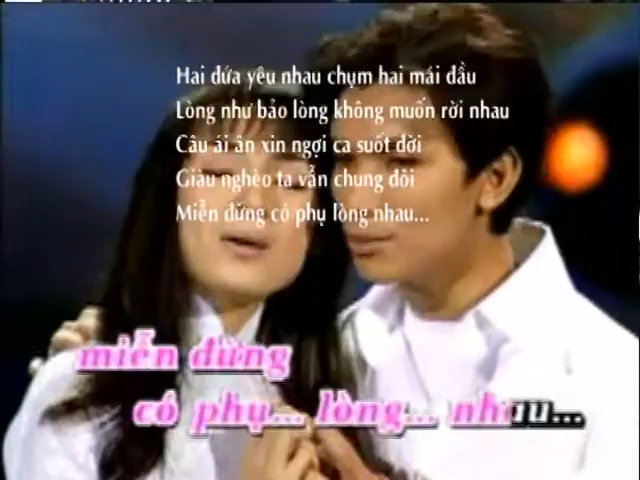 Hai đứa yêu nhau chụm hai mái đầu
Lòng như bảo lòng không muốn rời nhau
Câu ái ân xin ngợi ca suốt đời
Giàu nghèo ta vẫn chung đôi
Miễn đừng có phụ lòng nhau...
miễn đừng
có phụ... lòng... nhau...